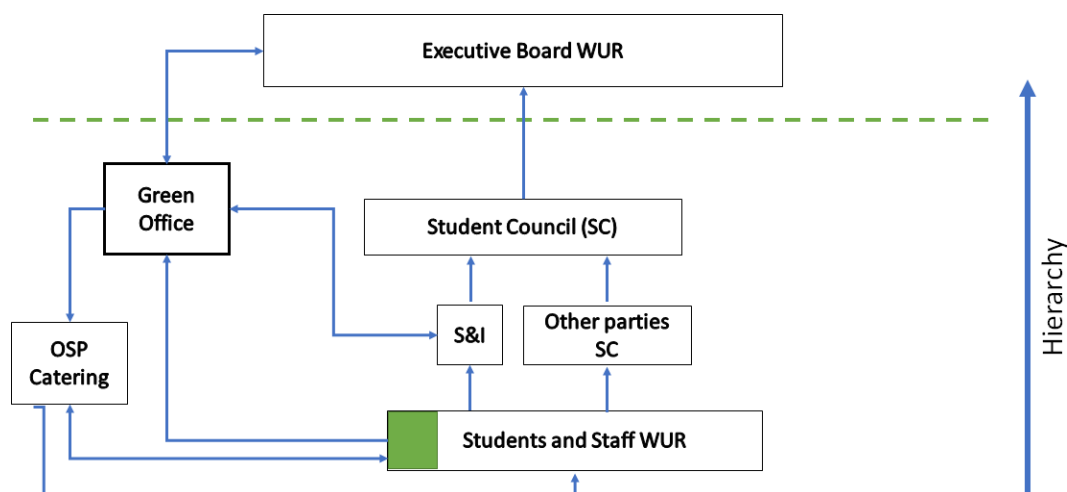 Executive Board WUR
Green
Office
Student Council (SC)
S&I
Other parties
SC
OSP
Catering
Students and Staff WUR
Hierarchy